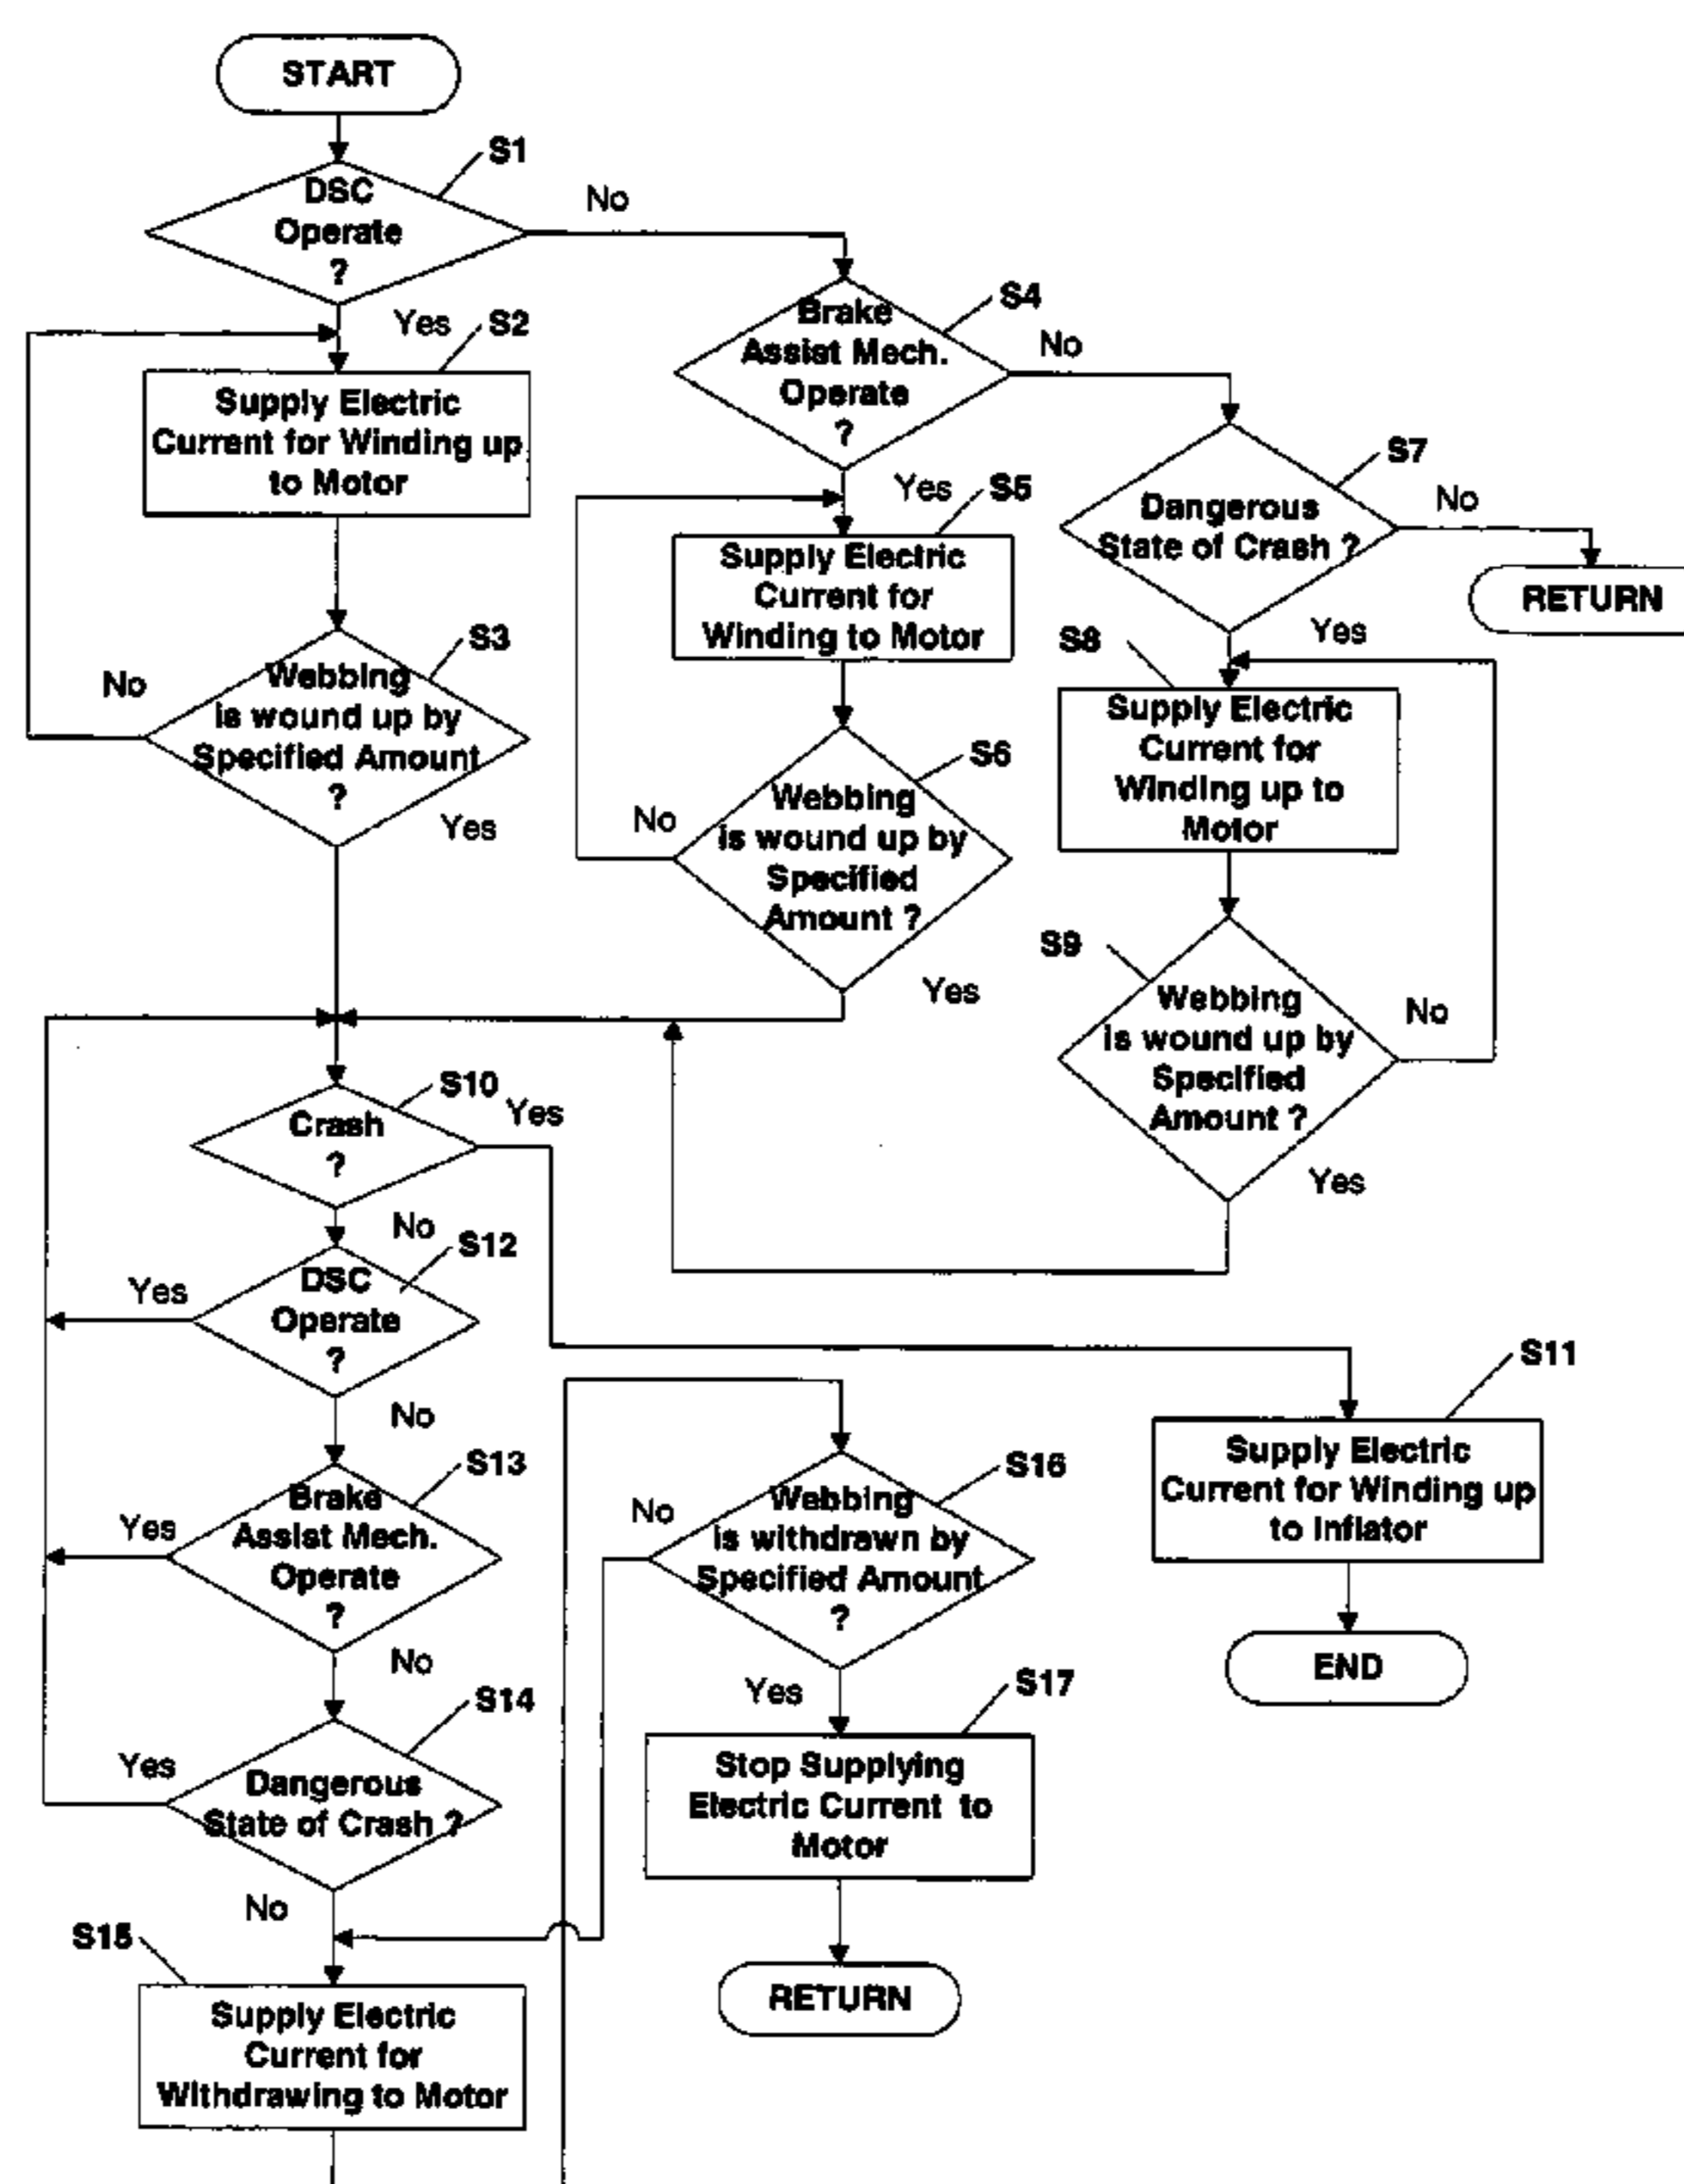 START
S1
DSC
Operate
?
No
Yes
S2
Supply Electric
Current for Winding up
to Motor
S3
No
Webbing
is wound up by
Specified Amount
?
Yes
S4
Brake
Assist Mech.
Operate
?
No
Yes
S5
Supply Electric
Current for
Winding to Motor
S6
No
Webbing
is wound up by
Specified
Amount ?
Yes
S7
Dangerous
State of Crash ?
No
RETURN
Yes
S8
Supply Electric
Current for
Winding up to
Motor
S9
Webbing
is wound up by
Specified
Amount ?
No
Yes
S10
Crash
?
Yes
No
S12
DSC
Operate
?
Yes
No
S13
Brake
Assist Mech.
Operate
?
Yes
No
S14
Dangerous
State of Crash ?
Yes
No
S15
Supply Electric
Current for
Withdrawing to Motor
S16
No
Webbing
is withdrawn by
Specified Amount
?
Yes
S17
Stop Supplying
Electric Current to
Motor
RETURN
S11
Supply Electric
Current for Winding up
to Inflator
END